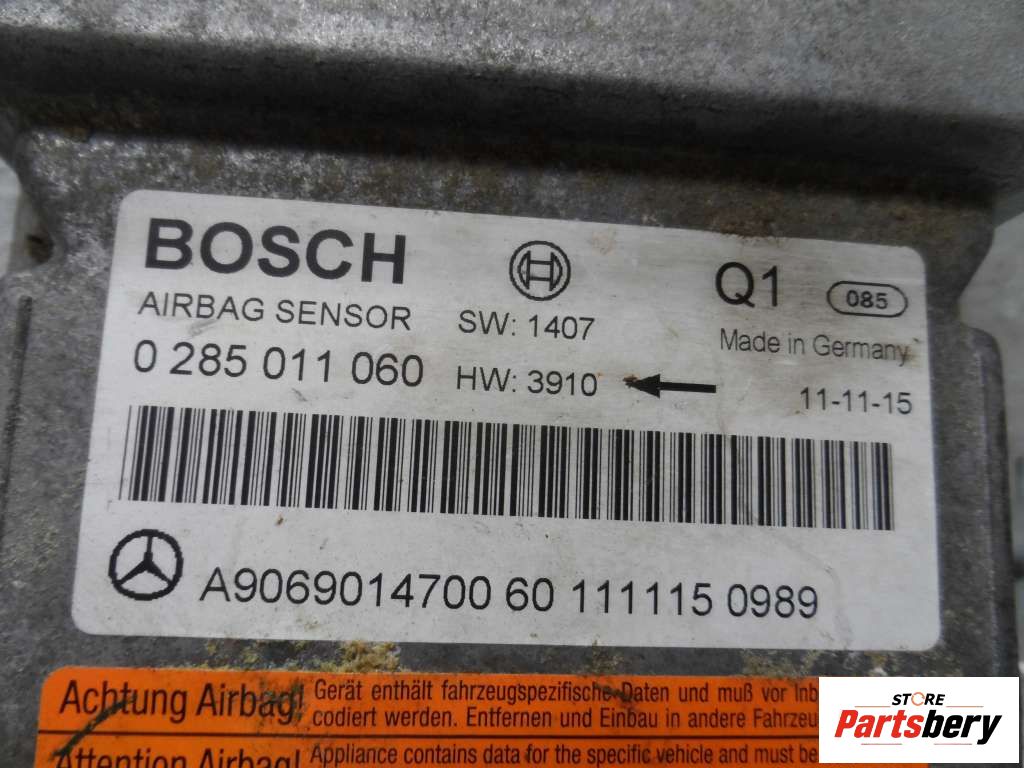 BOSCH
Q1 085
AIRBAG SENSOR SW: 1407
Made in Germany
0 285 011 060 HW: 3910
11-11-15
A9069014700 60 111115 0989
Achtung Airbag! Gerät enthält fahrzeugspezifische Daten und muß vor
codiert werden. Entfernen und Einbau in andere
Attention Airbag! Appliance contains data for the specific vehicle and must be
STORE
Partsbery